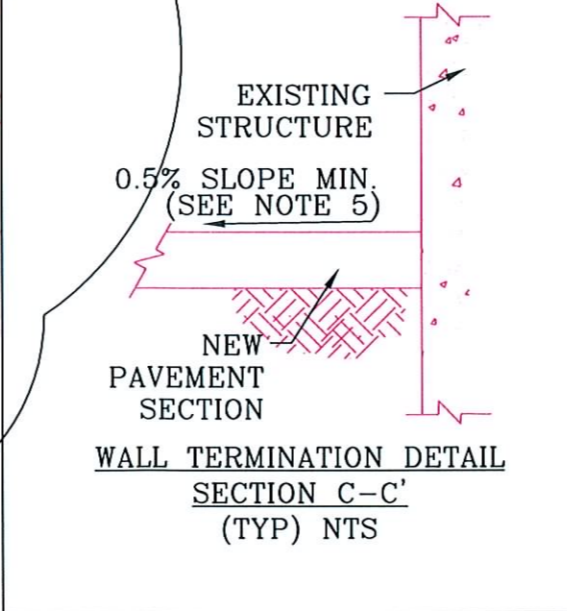 EXISTING
STRUCTURE
0.5% SLOPE MIN.
(SEE NOTE 5)
NEW
PAVEMENT
SECTION
WALL TERMINATION DETAIL
SECTION C-C'
(TYP) NTS